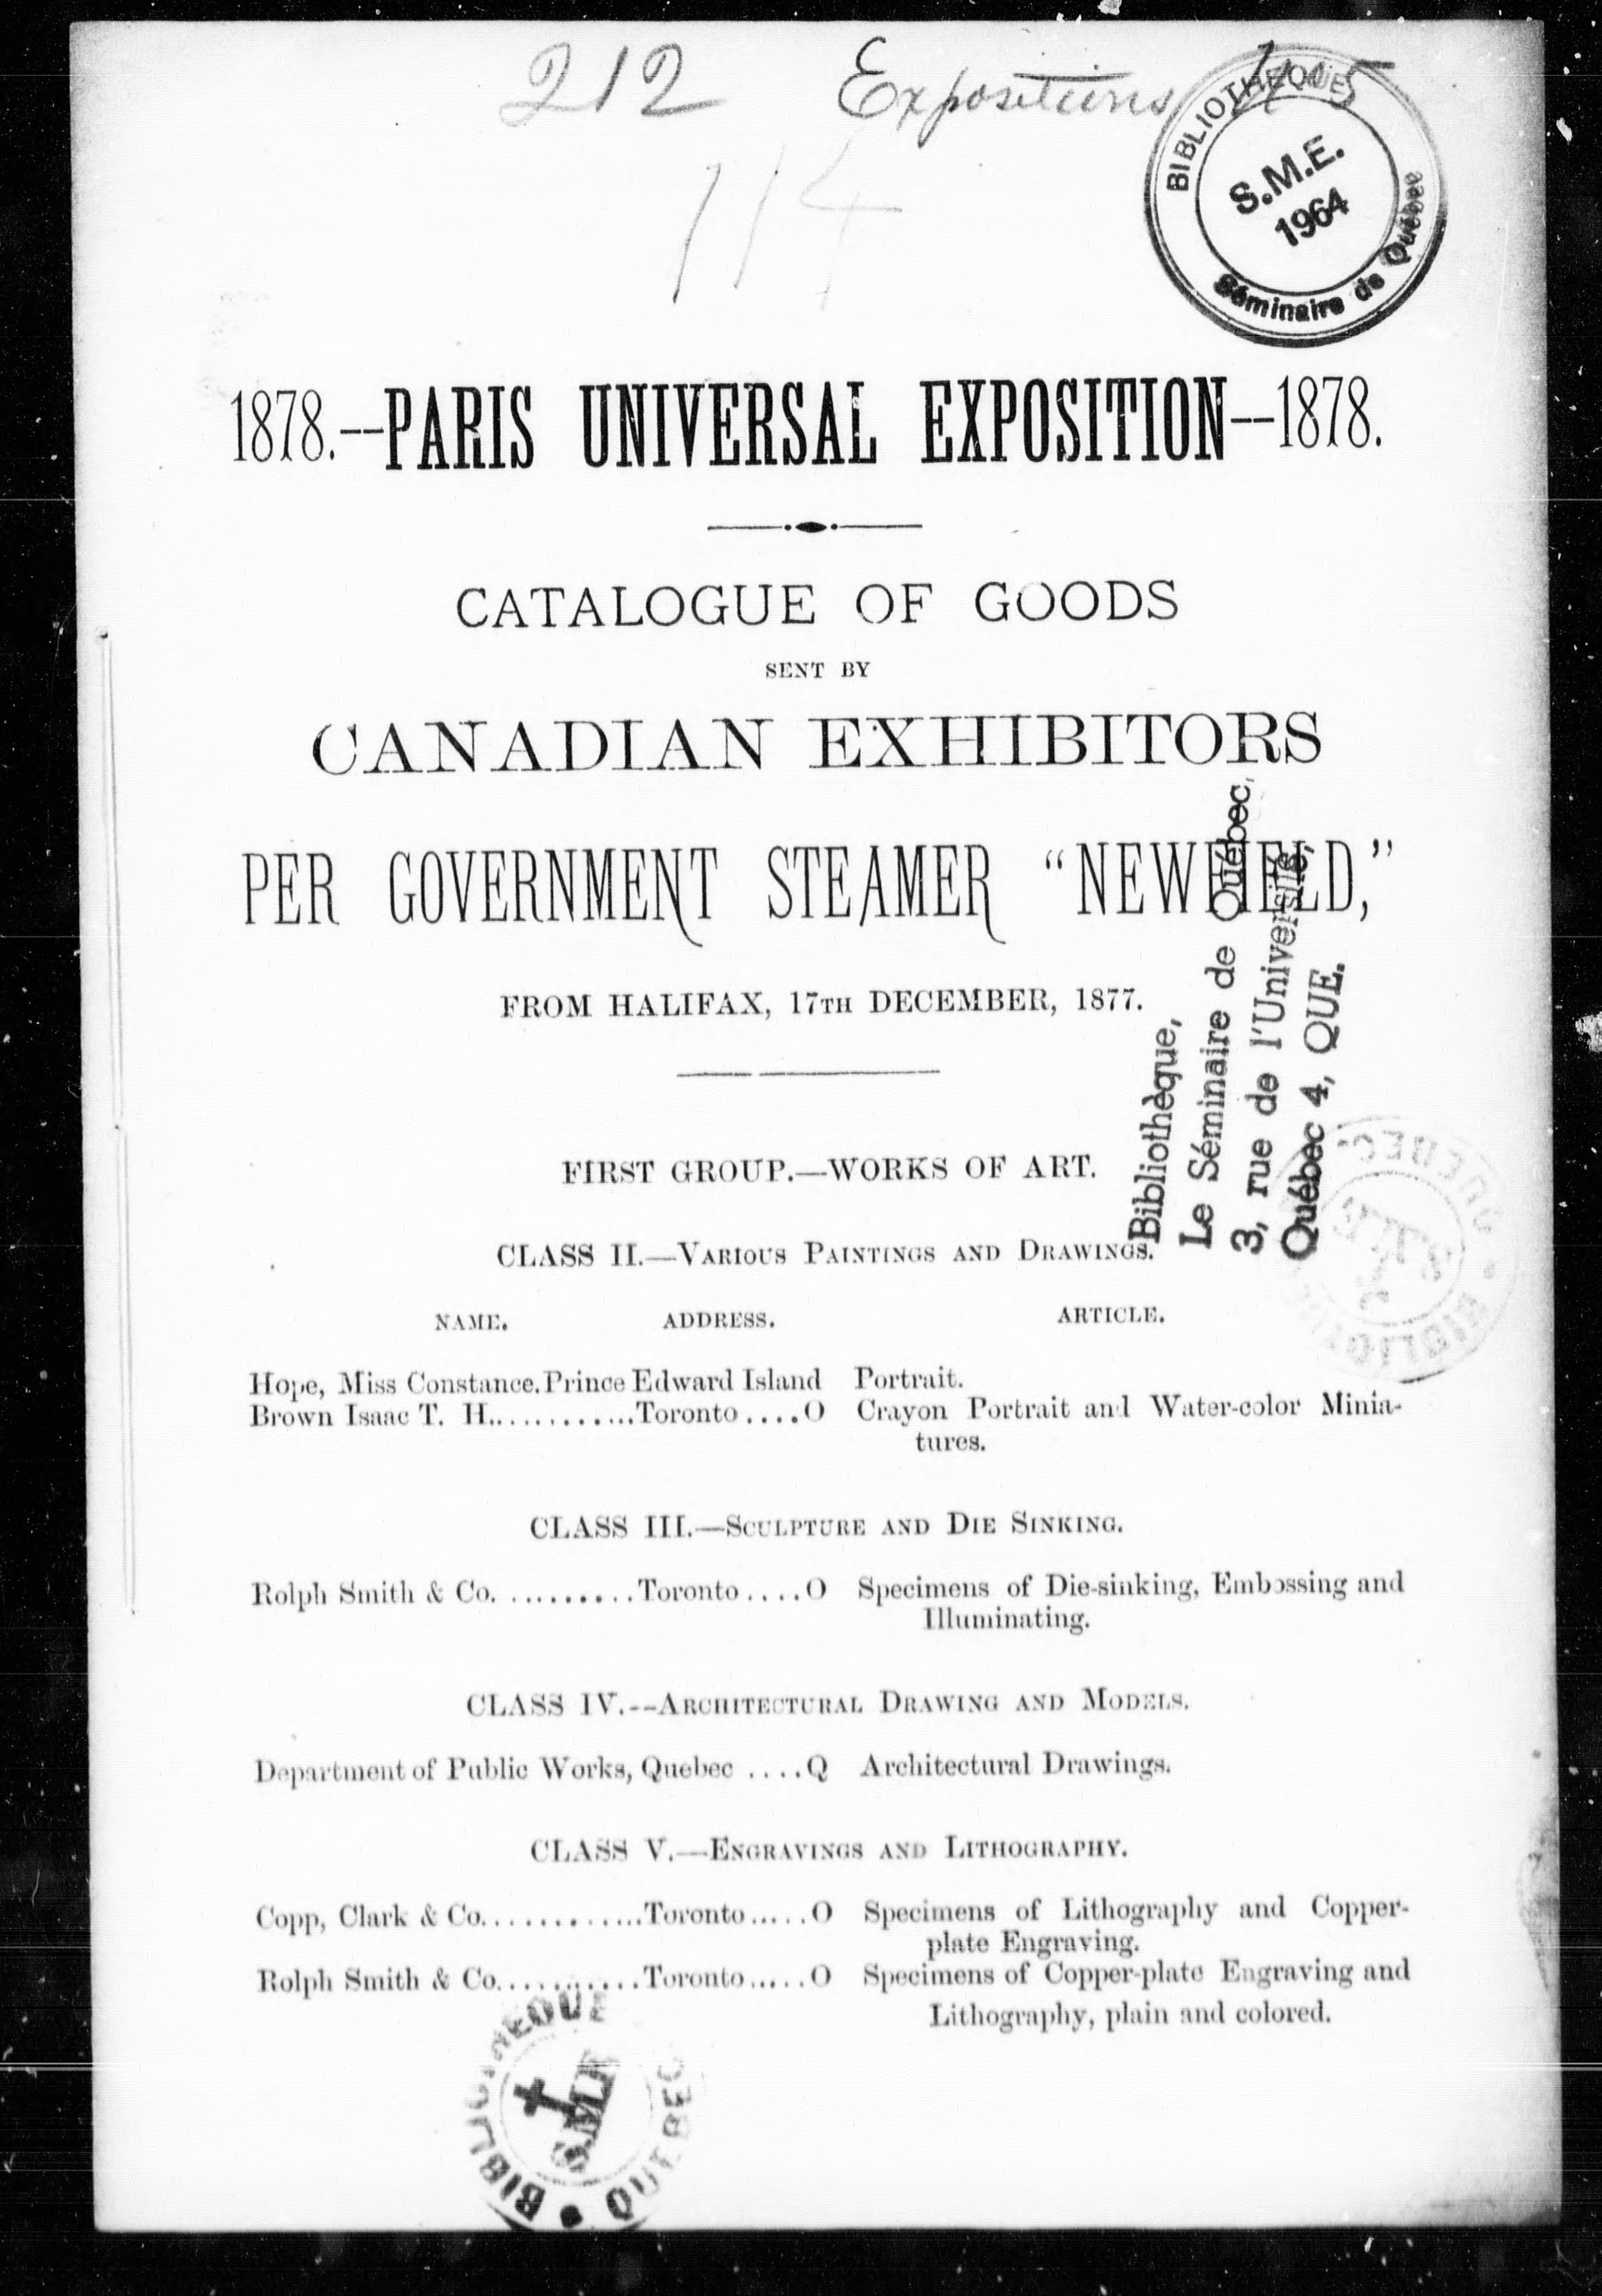 212 Expositions
114
BIBLIOTHÈQUE
S.M.E.
1964
Séminaire de Québec
1878.--PARIS UNIVERSAL EXPOSITION--1878.
CATALOGUE OF GOODS
SENT BY
CANADIAN EXHIBITORS
PER GOVERNMENT STEAMER "NEWFIELD,"
FROM HALIFAX, 17TH DECEMBER, 1877.
Bibliothèque,
Le Séminaire de Québec,
3, rue de l'Université,
Québec 4, QUE.
FIRST GROUP.—WORKS OF ART.
CLASS II.—VARIOUS PAINTINGS AND DRAWINGS.
NAME. ADDRESS. ARTICLE.
Hope, Miss Constance. Prince Edward Island Portrait.
Brown Isaac T. H............Toronto....O Crayon Portrait and Water-color Minia-
tures.
CLASS III.—SCULPTURE AND DIE SINKING.
Rolph Smith & Co. ..........Toronto....O Specimens of Die-sinking, Embossing and
Illuminating.
CLASS IV.--ARCHITECTURAL DRAWING AND MODELS.
Department of Public Works, Quebec ....Q Architectural Drawings.
CLASS V.—ENGRAVINGS AND LITHOGRAPHY.
Copp, Clark & Co.............Toronto.....O Specimens of Lithography and Copper-
plate Engraving.
Rolph Smith & Co...........Toronto.....O Specimens of Copper-plate Engraving and
Lithography, plain and colored.
BIBLIOTHEQUE
S.M.E
QUEBEC